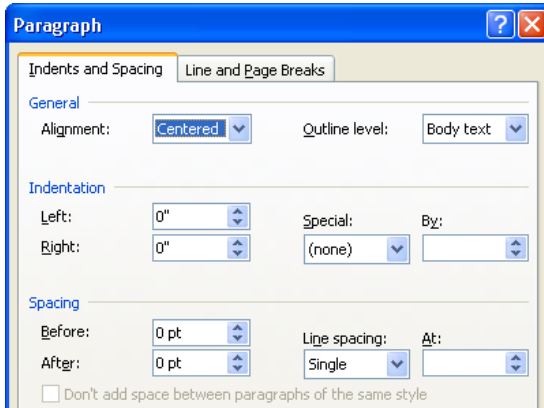 Paragraph
Indents and Spacing Line and Page Breaks
General
Alignment: Centered Outline level: Body text
Indentation
Left: 0" Special: By:
Right: 0" (none)
Spacing
Before: 0 pt Line spacing: At:
After: 0 pt Single
Don't add space between paragraphs of the same style